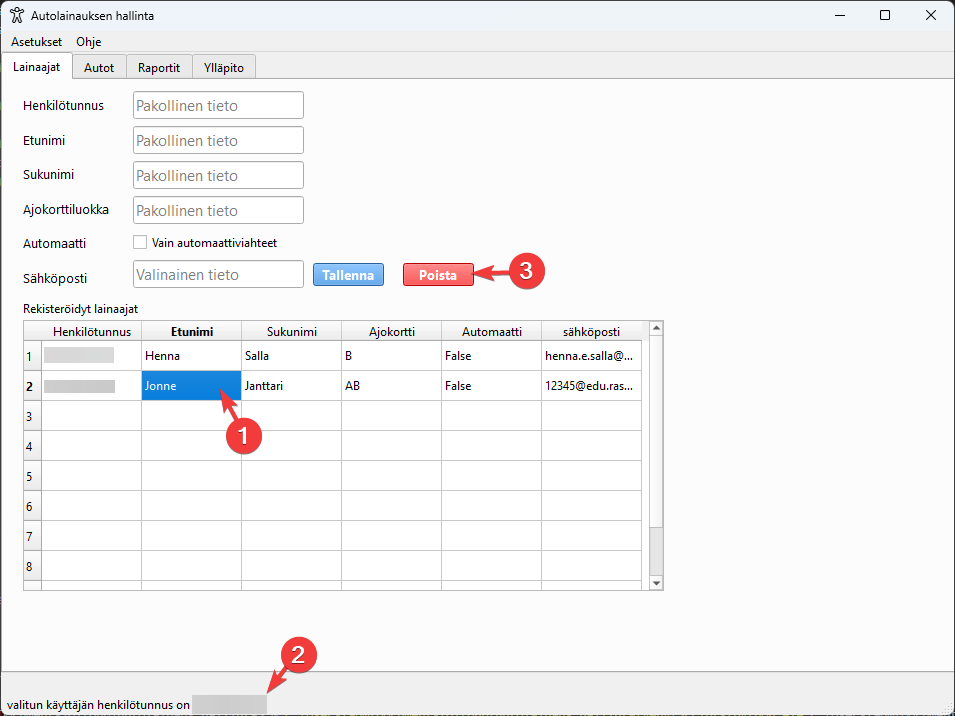 Autolainauksen hallinta
Asetukset Ohje
Lainaajat Autot Raportit Ylläpito
Henkilötunnus Pakollinen tieto
Etunimi Pakollinen tieto
Sukunimi Pakollinen tieto
Ajokorttiluokka Pakollinen tieto
Automaatti Vain automaattiviahteet
Sähköposti Valinainen tieto Tallenna Poista 3
Rekisteröidyt lainaajat
Henkilötunnus Etunimi Sukunimi Ajokortti Automaatti sähköposti
1 Henna Salla B False henna.e.salla@...
2 Jonne Janttari AB False 12345@edu.ras...
3
1
4
5
6
7
8
2
valitun käyttäjän henkilötunnus on